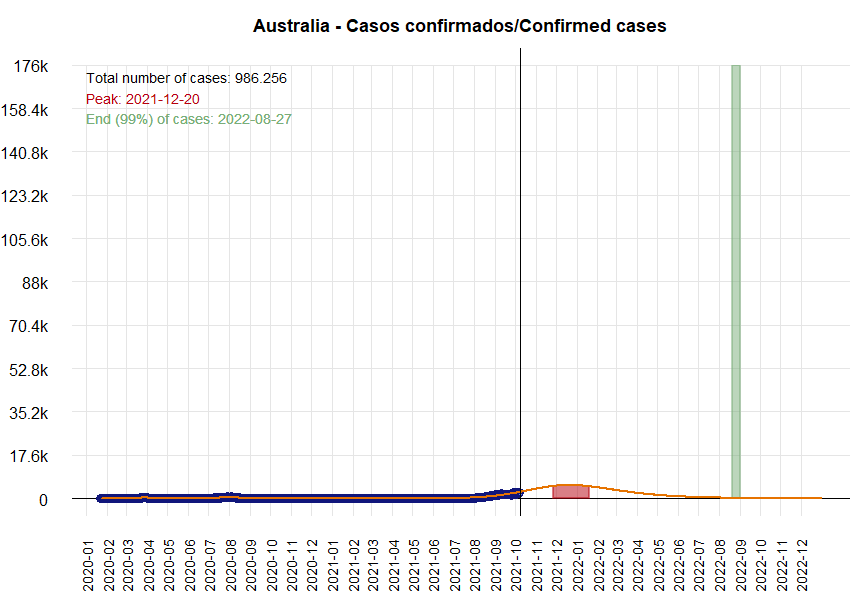 Australia - Casos confirmados/Confirmed cases
Total number of cases: 986.256
Peak: 2021-12-20
End (99%) of cases: 2022-08-27
176k
158.4k
140.8k
123.2k
105.6k
88k
70.4k
52.8k
35.2k
17.6k
0
2020-01
2020-02
2020-03
2020-04
2020-05
2020-06
2020-07
2020-08
2020-09
2020-10
2020-11
2020-12
2021-01
2021-02
2021-03
2021-04
2021-05
2021-06
2021-07
2021-08
2021-09
2021-10
2021-11
2021-12
2022-01
2022-02
2022-03
2022-04
2022-05
2022-06
2022-07
2022-08
2022-09
2022-10
2022-11
2022-12